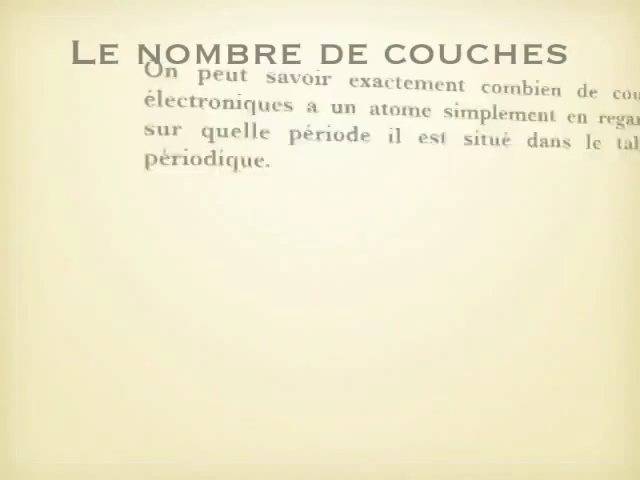 LE NOMBRE DE COUCHES
On peut savoir exactement combien de
électroniques a un atome simplement en
sur quelle période il est situé dans le
périodique.